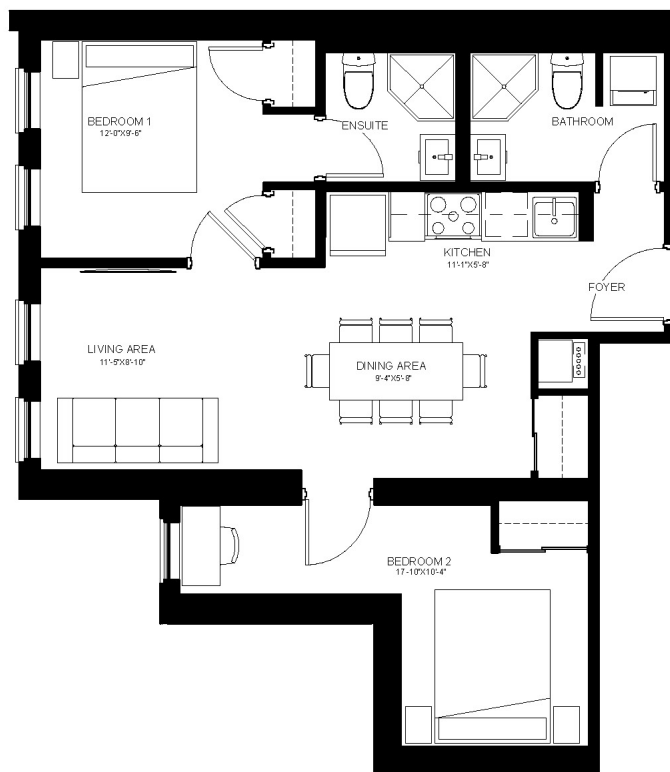 BEDROOM 1
12'-0"X9'-6"
ENSUITE
BATHROOM
KITCHEN
11'-1"X5'-8"
FOYER
LIVING AREA
11'-5"X8'-10"
DINING AREA
9'-4"X5'-8"
BEDROOM 2
17'-10"X10'-4"